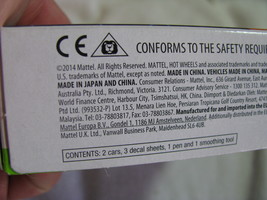 CE CONFORMS TO THE SAFETY REQUIR
©2014 Mattel. All Rights Reserved. MATTEL, HOT WHEELS and associated trademarks and trade
U.S. trademarks of Mattel, except as noted. MADE IN CHINA. VEHICLES MADE IN CHINA, MA
MADE IN JAPAN AND CHINA. Consumer Relations - Mattel, Inc., 636 Girard Avenue, East Au
Pty., Ltd., Richmond, Victoria. 3121. Consumer Advisory Service - 1300 135 312. Mattel
World Finance Centre, Harbour City, Tsimshatsui, HK, China. Diimport & Diedarkan Oleh: Mattel
Ptd Ltd. (993532-P) Lot 13.5, Menara Lien Hoe, Persiaran Tropicana Golf Country Resort, 4741
Tel: 03-78803817, Fax: 03-78803867. Manufactured for and imported into the EU
Mattel Europa B.V., Gondel 1, 1186 MJ Amstelveen, Nederland.
Mattel U.K. Ltd., Vanwall Business Park, Maidenhead SL6 4UB.
CONTENTS: 2 cars, 3 decal sheets, 1 pen and 1 smoothing tool